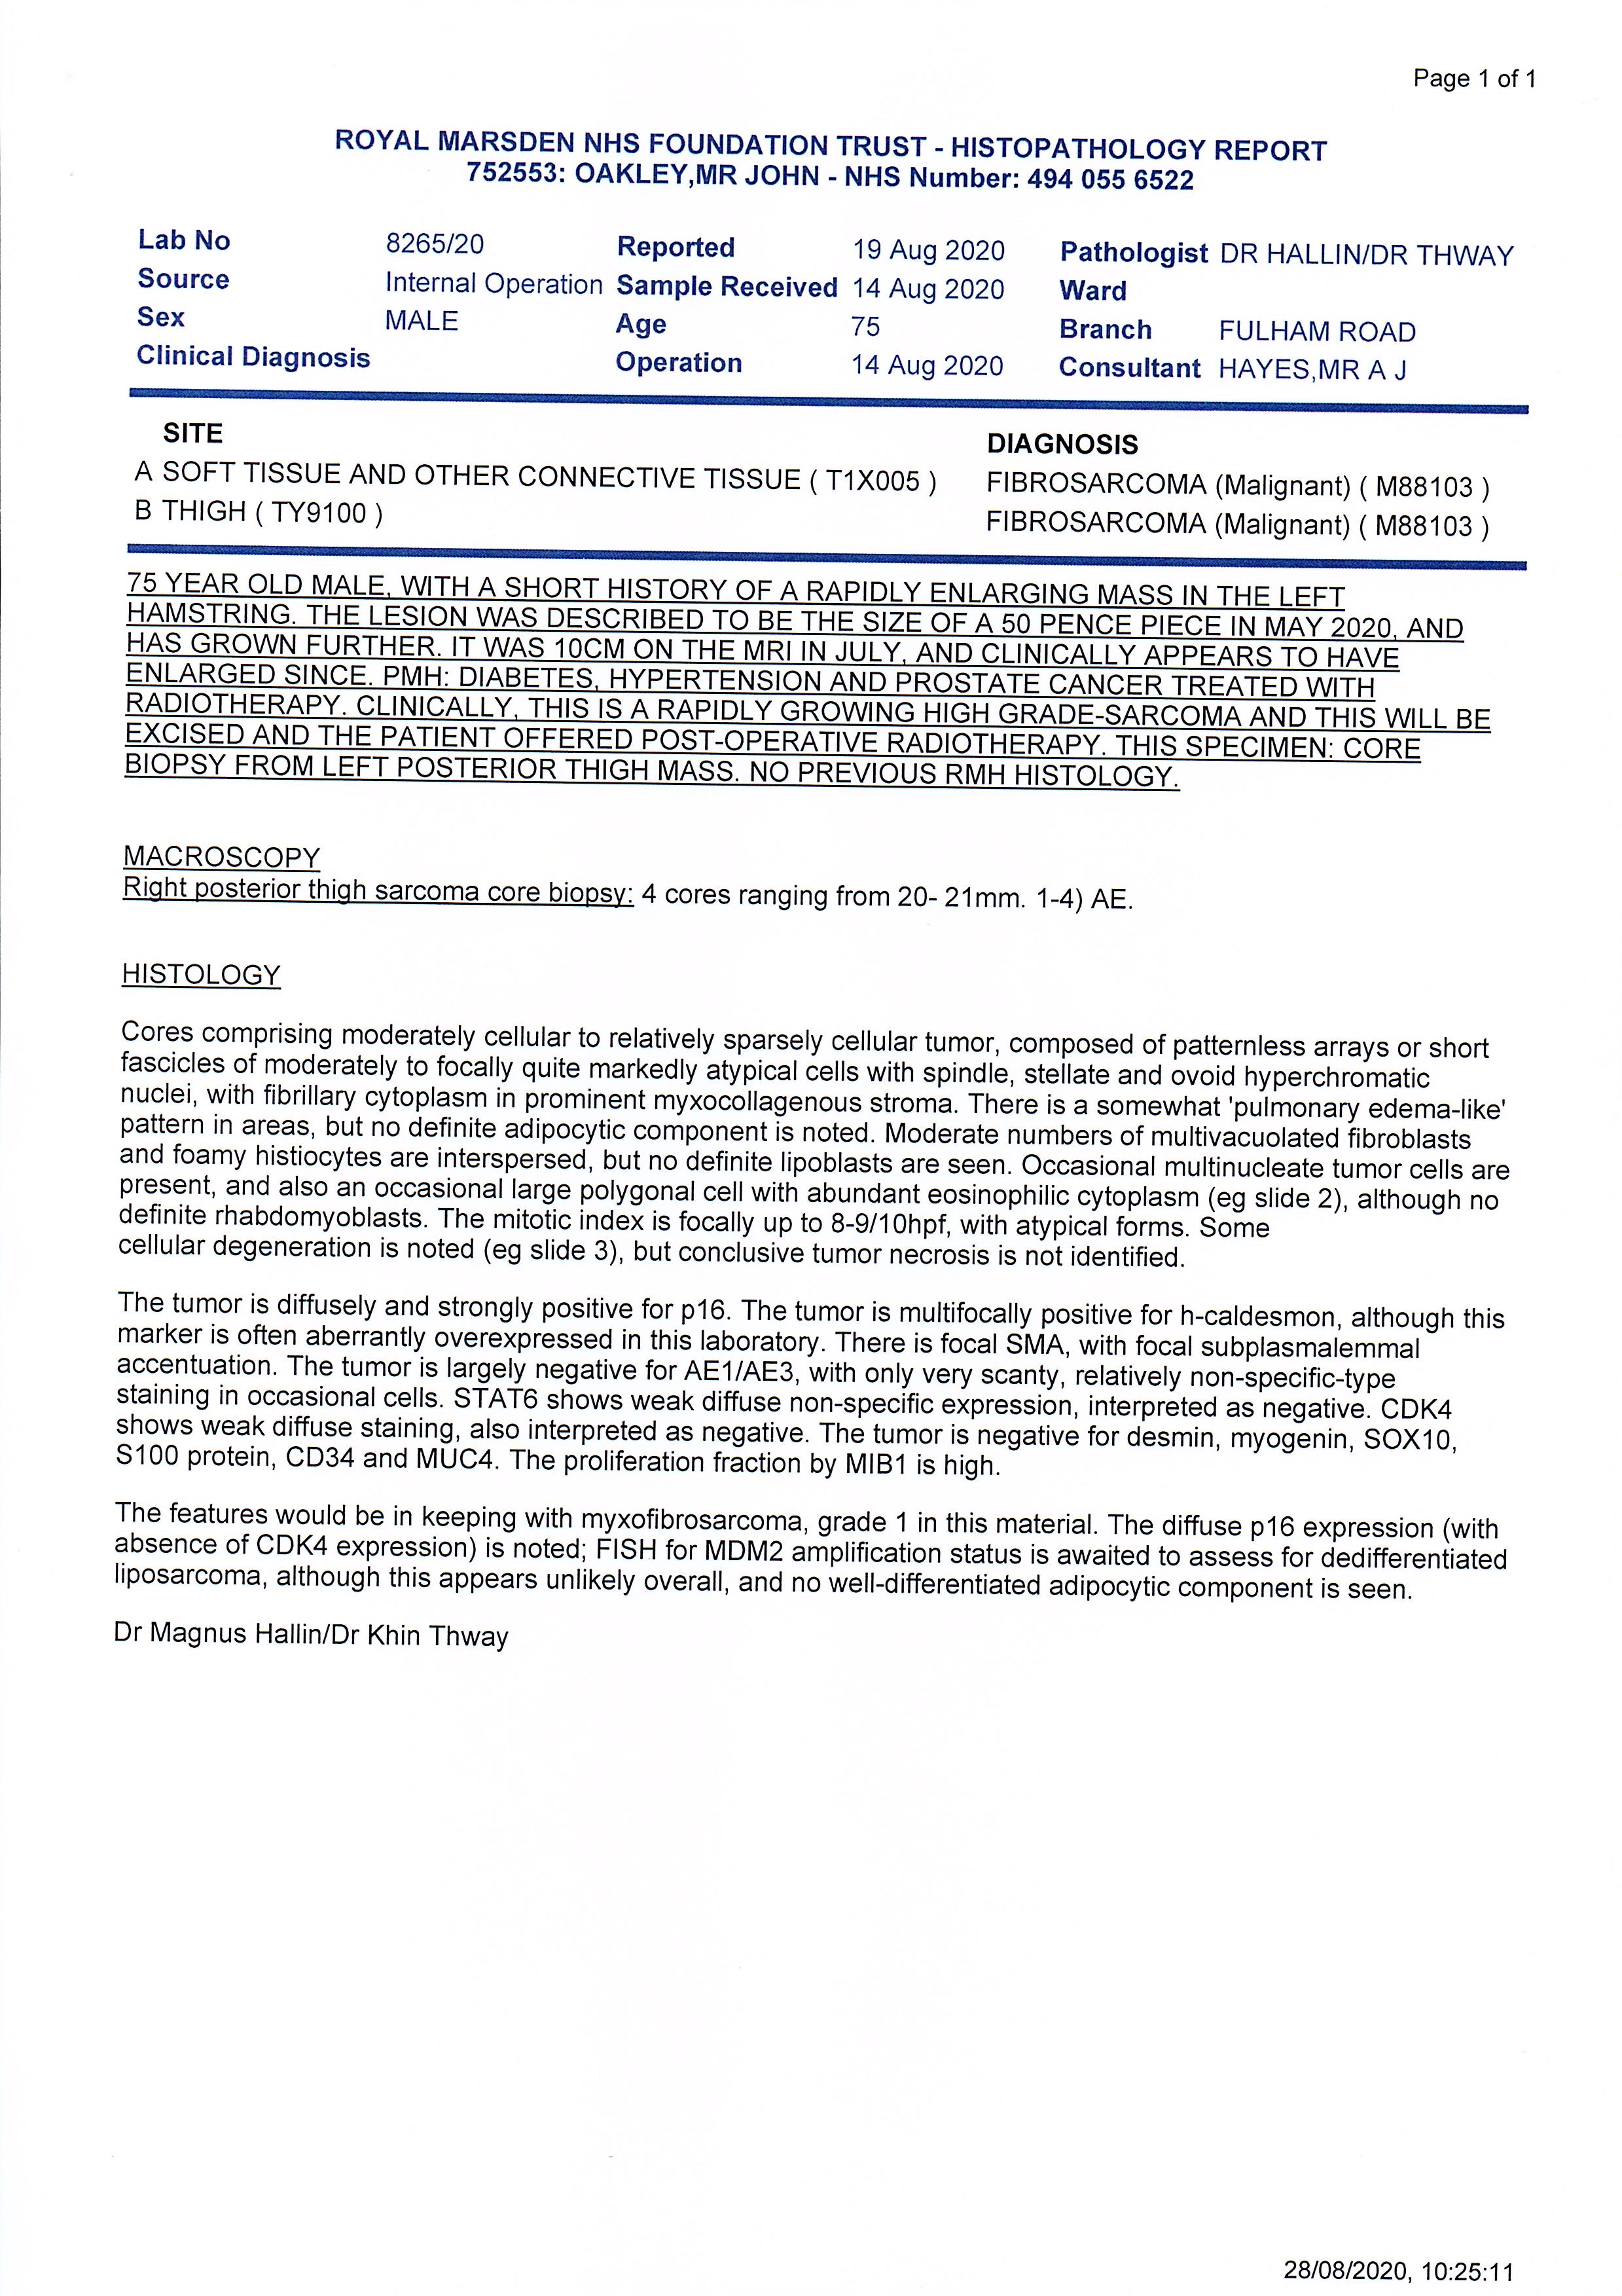 Page 1 of 1
ROYAL MARSDEN NHS FOUNDATION TRUST - HISTOPATHOLOGY REPORT
752553: OAKLEY,MR JOHN - NHS Number: 494 055 6522
Lab No 8265/20 Reported 19 Aug 2020 Pathologist DR HALLIN/DR THWAY
Source Internal Operation Sample Received 14 Aug 2020 Ward
Sex MALE Age 75 Branch FULHAM ROAD
Clinical Diagnosis Operation 14 Aug 2020 Consultant HAYES,MR A J
SITE DIAGNOSIS
A SOFT TISSUE AND OTHER CONNECTIVE TISSUE ( T1X005 ) FIBROSARCOMA (Malignant) ( M88103 )
B THIGH ( TY9100 ) FIBROSARCOMA (Malignant) ( M88103 )
75 YEAR OLD MALE, WITH A SHORT HISTORY OF A RAPIDLY ENLARGING MASS IN THE LEFT
HAMSTRING. THE LESION WAS DESCRIBED TO BE THE SIZE OF A 50 PENCE PIECE IN MAY 2020, AND
HAS GROWN FURTHER. IT WAS 10CM ON THE MRI IN JULY, AND CLINICALLY APPEARS TO HAVE
ENLARGED SINCE. PMH: DIABETES, HYPERTENSION AND PROSTATE CANCER TREATED WITH
RADIOTHERAPY. CLINICALLY, THIS IS A RAPIDLY GROWING HIGH GRADE-SARCOMA AND THIS WILL BE
EXCISED AND THE PATIENT OFFERED POST-OPERATIVE RADIOTHERAPY. THIS SPECIMEN: CORE
BIOPSY FROM LEFT POSTERIOR THIGH MASS. NO PREVIOUS RMH HISTOLOGY.
MACROSCOPY
Right posterior thigh sarcoma core biopsy: 4 cores ranging from 20- 21mm. 1-4) AE.
HISTOLOGY
Cores comprising moderately cellular to relatively sparsely cellular tumor, composed of patternless arrays or short
fascicles of moderately to focally quite markedly atypical cells with spindle, stellate and ovoid hyperchromatic
nuclei, with fibrillary cytoplasm in prominent myxocollagenous stroma. There is a somewhat 'pulmonary edema-like'
pattern in areas, but no definite adipocytic component is noted. Moderate numbers of multivacuolated fibroblasts
and foamy histiocytes are interspersed, but no definite lipoblasts are seen. Occasional multinucleate tumor cells are
present, and also an occasional large polygonal cell with abundant eosinophilic cytoplasm (eg slide 2), although no
definite rhabdomyoblasts. The mitotic index is focally up to 8-9/10hpf, with atypical forms. Some
cellular degeneration is noted (eg slide 3), but conclusive tumor necrosis is not identified.
The tumor is diffusely and strongly positive for p16. The tumor is multifocally positive for h-caldesmon, although this
marker is often aberrantly overexpressed in this laboratory. There is focal SMA, with focal subplasmalemmal
accentuation. The tumor is largely negative for AE1/AE3, with only very scanty, relatively non-specific-type
staining in occasional cells. STAT6 shows weak diffuse non-specific expression, interpreted as negative. CDK4
shows weak diffuse staining, also interpreted as negative. The tumor is negative for desmin, myogenin, SOX10,
S100 protein, CD34 and MUC4. The proliferation fraction by MIB1 is high.
The features would be in keeping with myxofibrosarcoma, grade 1 in this material. The diffuse p16 expression (with
absence of CDK4 expression) is noted; FISH for MDM2 amplification status is awaited to assess for dedifferentiated
liposarcoma, although this appears unlikely overall, and no well-differentiated adipocytic component is seen.
Dr Magnus Hallin/Dr Khin Thway
28/08/2020, 10:25:11